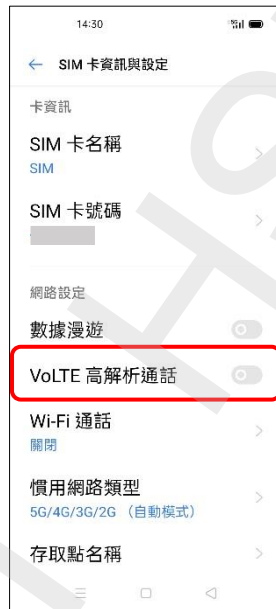 14:30
5G
← SIM 卡資訊與設定
卡資訊
SIM 卡名稱
SIM
SIM 卡號碼
網路設定
數據漫遊
VoLTE 高解析通話
Wi-Fi 通話
關閉
慣用網路類型
5G/4G/3G/2G （自動模式）
存取點名稱